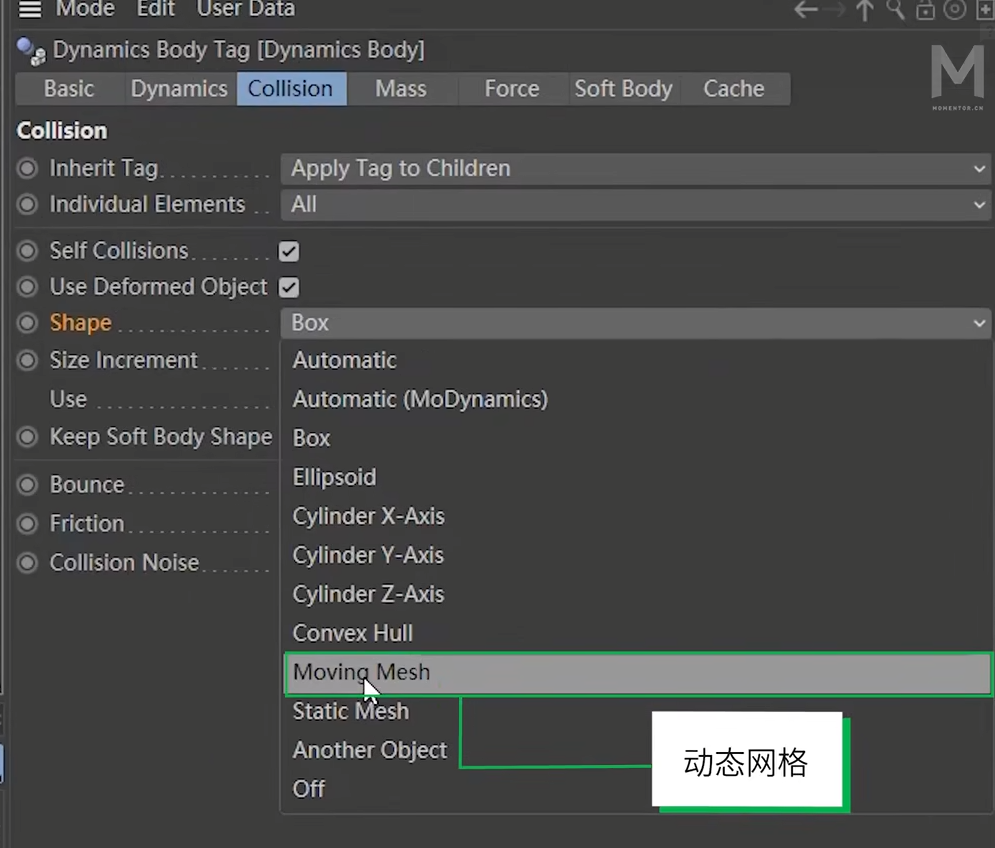 Mode Edit User Data
Dynamics Body Tag [Dynamics Body]
M
MOMENTOR.CN
Basic Dynamics Collision Mass Force Soft Body Cache
Collision
Inherit Tag Apply Tag to Children
Individual Elements All
Self Collisions
Use Deformed Object
Shape Box
Size Increment
Automatic
Use
Automatic (MoDynamics)
Keep Soft Body Shape
Box
Bounce
Ellipsoid
Friction
Cylinder X-Axis
Collision Noise
Cylinder Y-Axis
Cylinder Z-Axis
Convex Hull
Moving Mesh
Static Mesh
Another Object
Off
动态网格